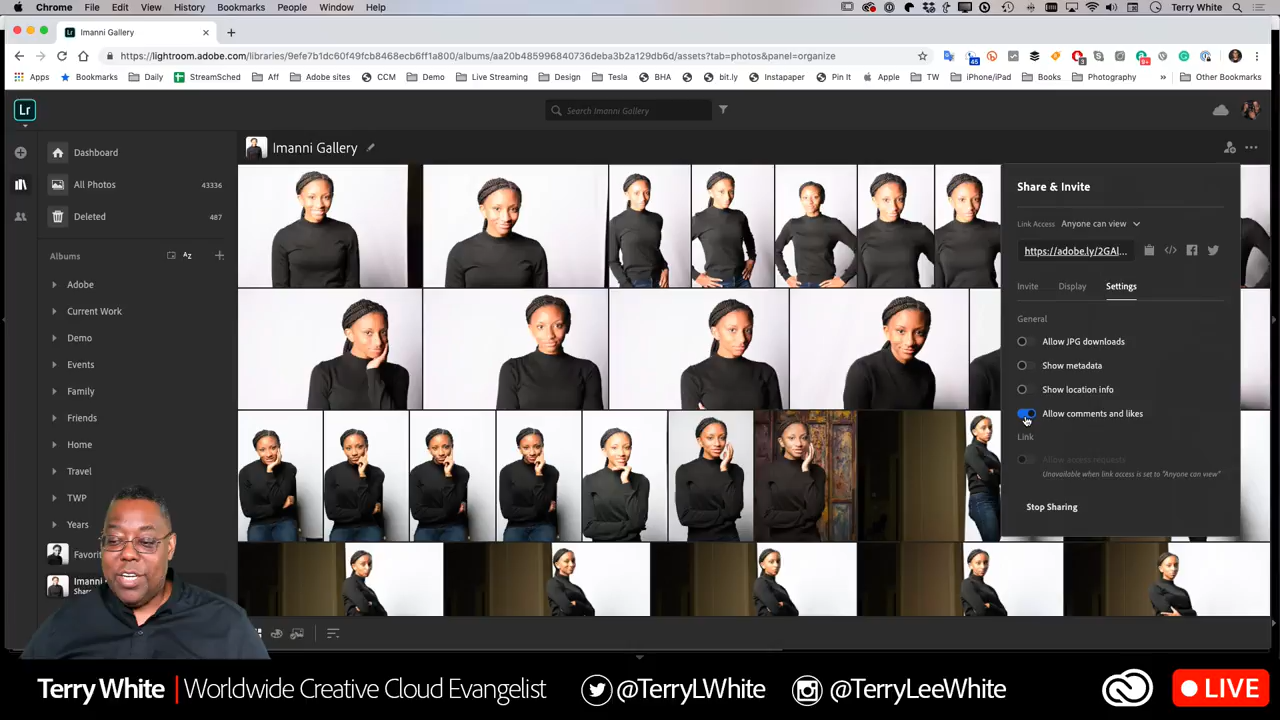 Chrome File Edit View History Bookmarks People Window Help Terry White
Imanni Gallery
https://lightroom.adobe.com/libraries/9efe7b1dc60f49fcb8468ecb6ff1a800/albums/aa20b485996840736deba3b2a129db6d/assets?tab=photos&panel=organize
Apps Bookmarks Daily StreamSched Aff Adobe sites CCM Demo Live Streaming Design Tesla BHA bit.ly Instapaper Pin It Apple TW iPhone/iPad Books Photography » Other Bookmarks
Lr
Search Imanni Gallery
Dashboard
All Photos 43336
Deleted 487
Albums
Adobe
Current Work
Demo
Events
Family
Friends
Home
Travel
TWP
Years
Imanni Gallery
Share & Invite
Link Access Anyone can view
https://adobe.ly/2GAl...
Invite Display Settings
General
Allow JPG downloads
Show metadata
Show location info
Allow comments and likes
Link
Allow access requests
Unavailable when link access is set to "Anyone can view"
Stop Sharing
Terry White | Worldwide Creative Cloud Evangelist @TerryLWhite @TerryLeeWhite LIVE